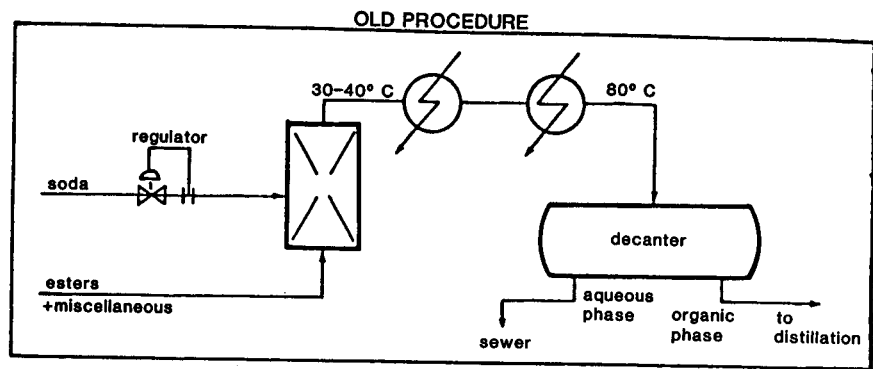 OLD PROCEDURE
30-40° C
80° C
regulator
soda
decanter
esters
+miscellaneous
aqueous
phase
organic
phase
to
distillation
sewer